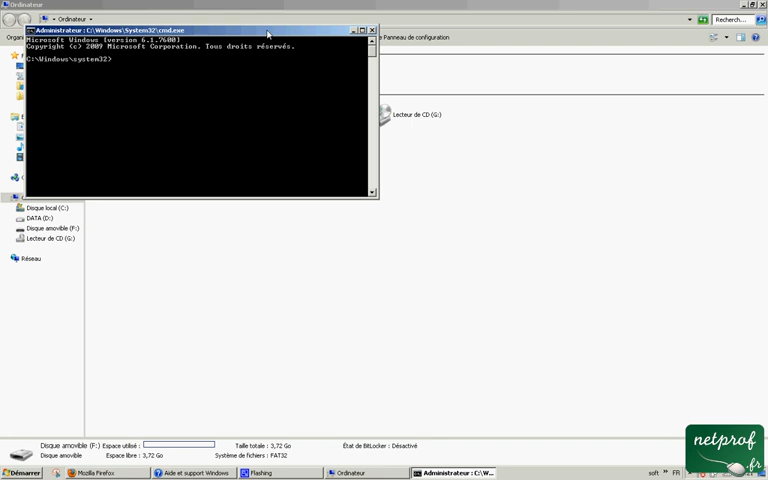 Ordinateur
Ordinateur
Recherch...
Administrateur : C:\Windows\System32\cmd.exe
Microsoft Windows [version 6.1.7600]
Copyright (c) 2009 Microsoft Corporation. Tous droits réservés.
C:\Windows\system32>
Organ
Panneau de configuration
Lecteur de CD (G:)
Disque local (C:)
DATA (D:)
Disque amovible (F:)
Lecteur de CD (G:)
Réseau
Disque amovible (F:) Espace utilisé : Taille totale : 3,72 Go État de BitLocker : Désactivé
Disque amovible Espace libre : 3,72 Go Système de fichiers : FAT32
netprof
.fr
Démarrer Mozilla Firefox Aide et support Windows Flashing Ordinateur Administrateur : C:\W... soft » FR